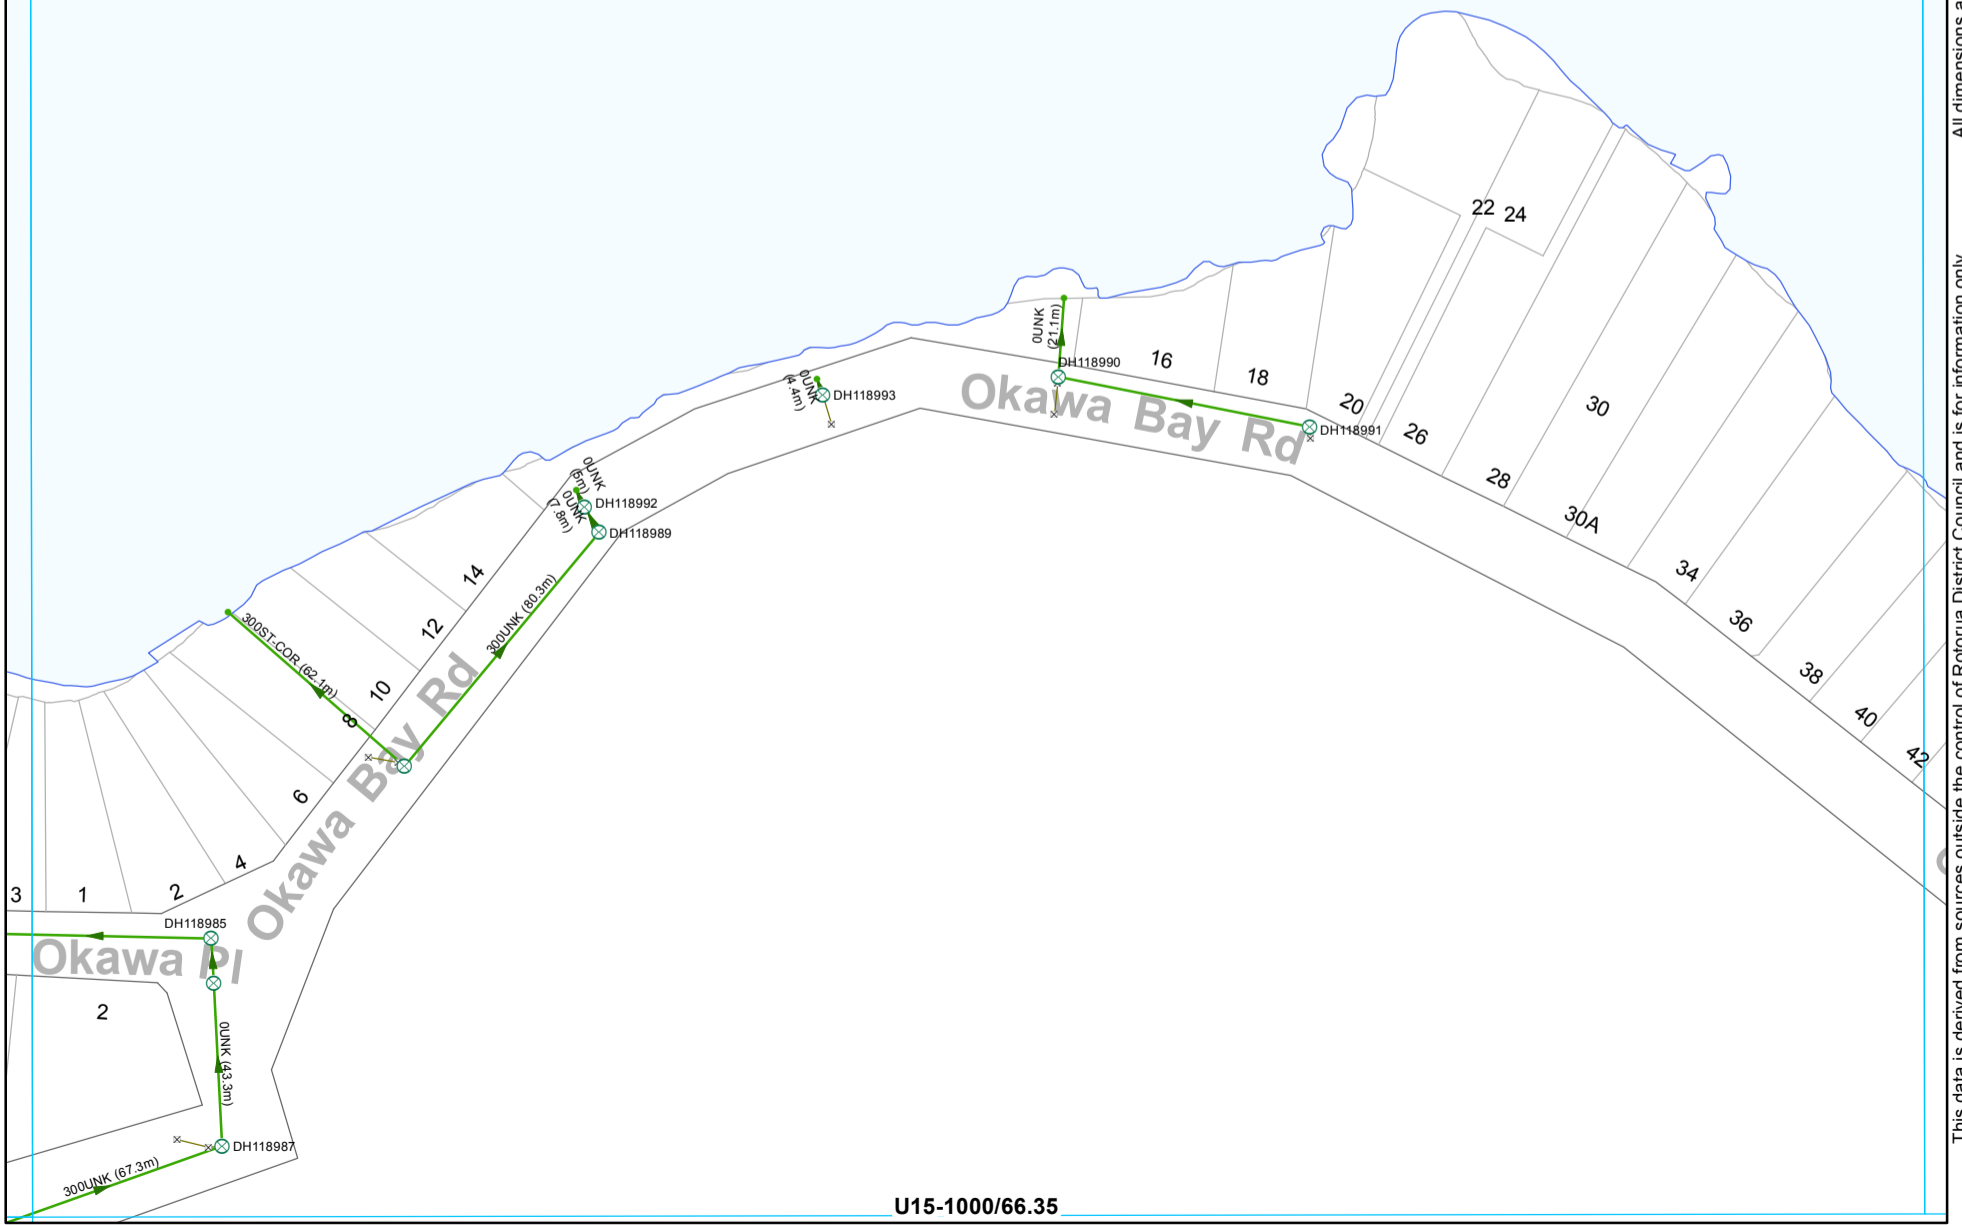 22 24
0UNK
(21.1m)
DH118990
16
18
20
26
28
30
30A
34
36
38
40
42
0UNK
(4.4m)
DH118993
Okawa Bay Rd
DH118991
0UNK
(5m)
0UNK
(7.8m)
DH118992
DH118989
14
12
10
8
6
4
2
1
3
300UNK (80.3m)
300ST-COR (62.1m)
Okawa Bay Rd
DH118985
Okawa Pl
2
0UNK (43.3m)
DH118987
300UNK (67.3m)
U15-1000/66.35
All dimensions a
This data is derived from sources outside the control of Rotorua District Council and is for information only